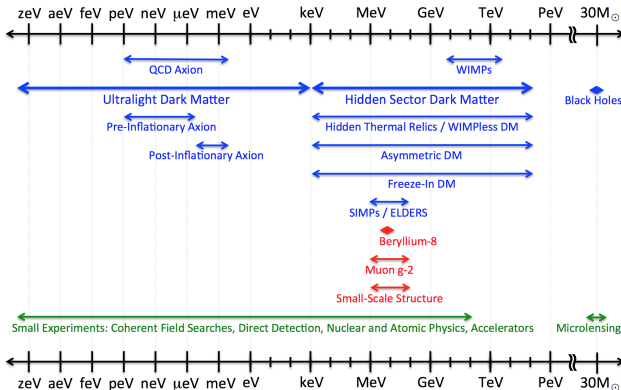 zeV aeV feV peV neV μeV meV eV keV MeV GeV TeV PeV 30M☉
QCD Axion WIMPs
Ultralight Dark Matter Hidden Sector Dark Matter Black Holes
Pre-Inflationary Axion Hidden Thermal Relics / WIMPless DM
Post-Inflationary Axion Asymmetric DM
Freeze-In DM
SIMPs / ELDERS
Beryllium-8
Muon g-2
Small-Scale Structure
Small Experiments: Coherent Field Searches, Direct Detection, Nuclear and Atomic Physics, Accelerators Microlensing
zeV aeV feV peV neV μeV meV eV keV MeV GeV TeV PeV 30M☉